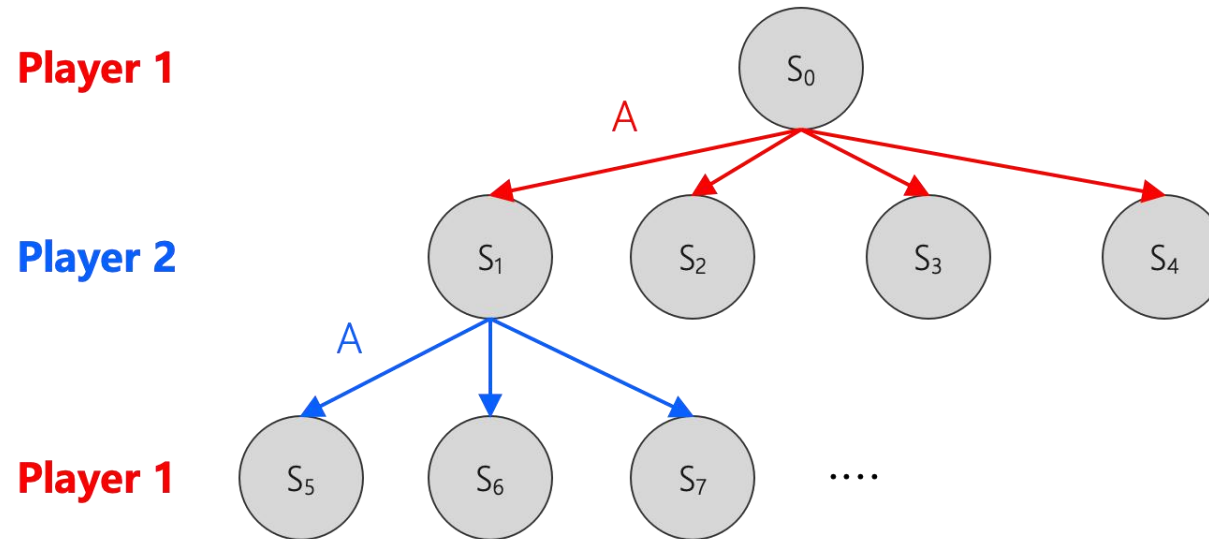 Player 1
S₀
A
Player 2
S₁
S₂
S₃
S₄
A
Player 1
S₅
S₆
S₇
....